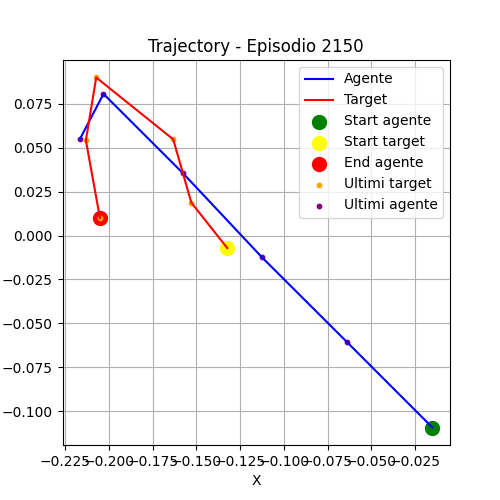 Trajectory - Episodio 2150
Agente
Target
Start agente
Start target
End agente
Ultimi target
Ultimi agente
0.075
0.050
0.025
0.000
−0.025
−0.050
−0.075
−0.100
−0.225 −0.200 −0.175 −0.150 −0.125 −0.100 −0.075 −0.050 −0.025
X